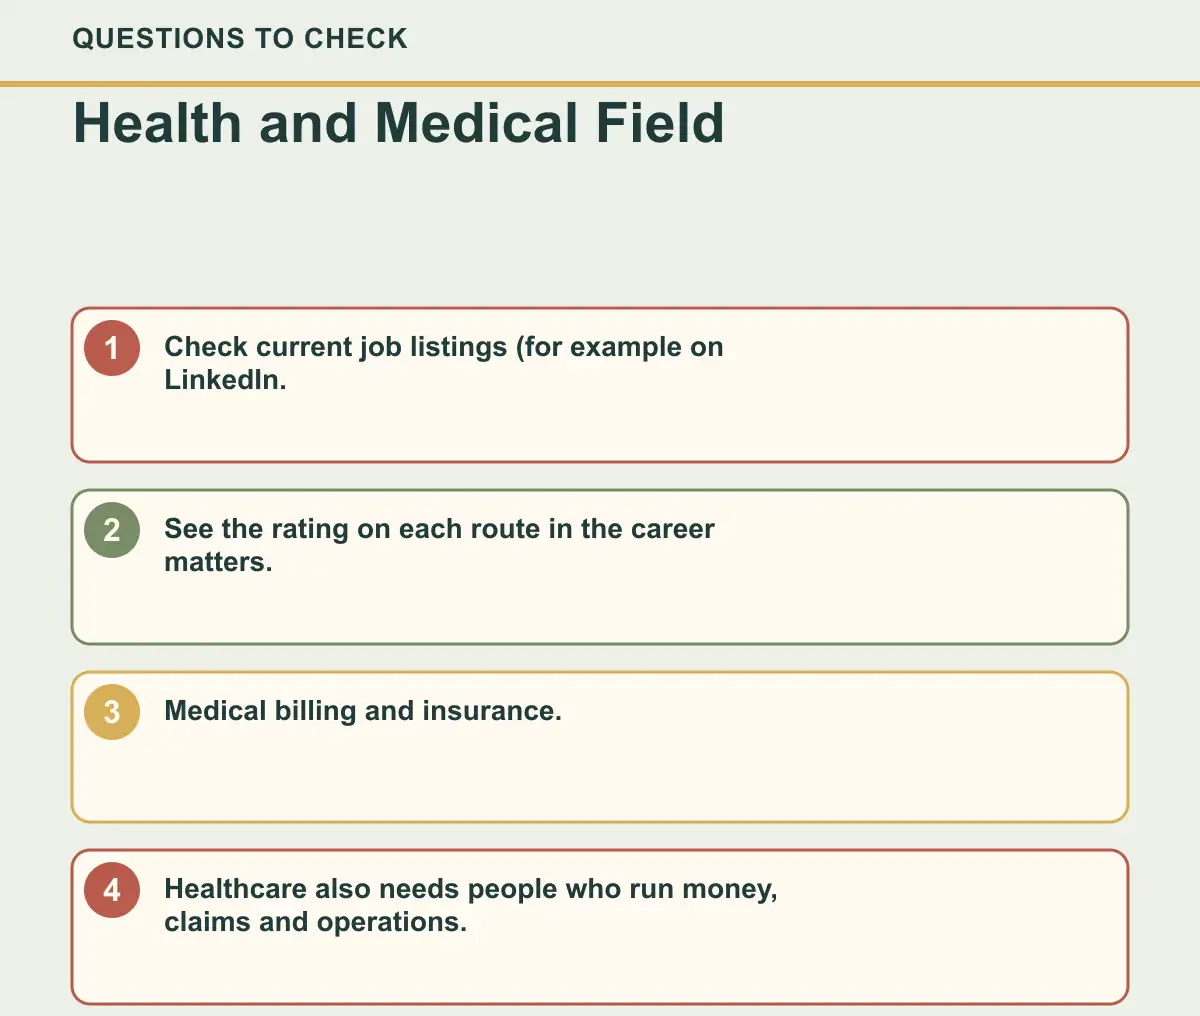 QUESTIONS TO CHECK
Health and Medical Field
1
Check current job listings (for example on
LinkedIn.
2
See the rating on each route in the career
matters.
3
Medical billing and insurance.
4
Healthcare also needs people who run money,
claims and operations.